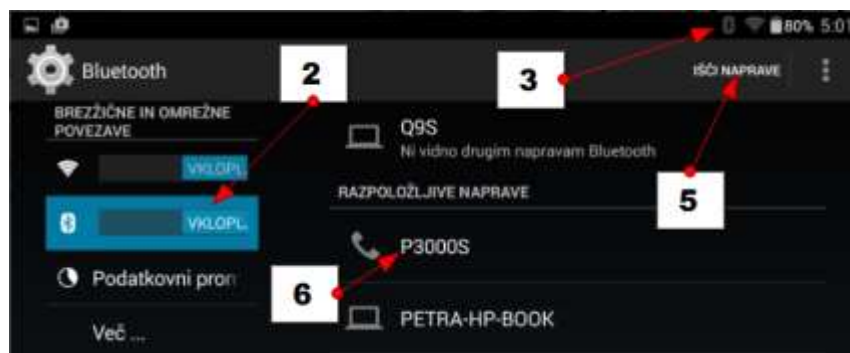 80% 5:01
Bluetooth
2
3
IŠČI NAPRAVE
BREZŽIČNE IN OMREŽNE
POVEZAVE
VKLOPL.
VKLOPL.
Podatkovni prom
Več ...
Q9S
Ni vidno drugim napravam Bluetooth
5
RAZPOLOŽLJIVE NAPRAVE
P3000S
6
PETRA-HP-BOOK